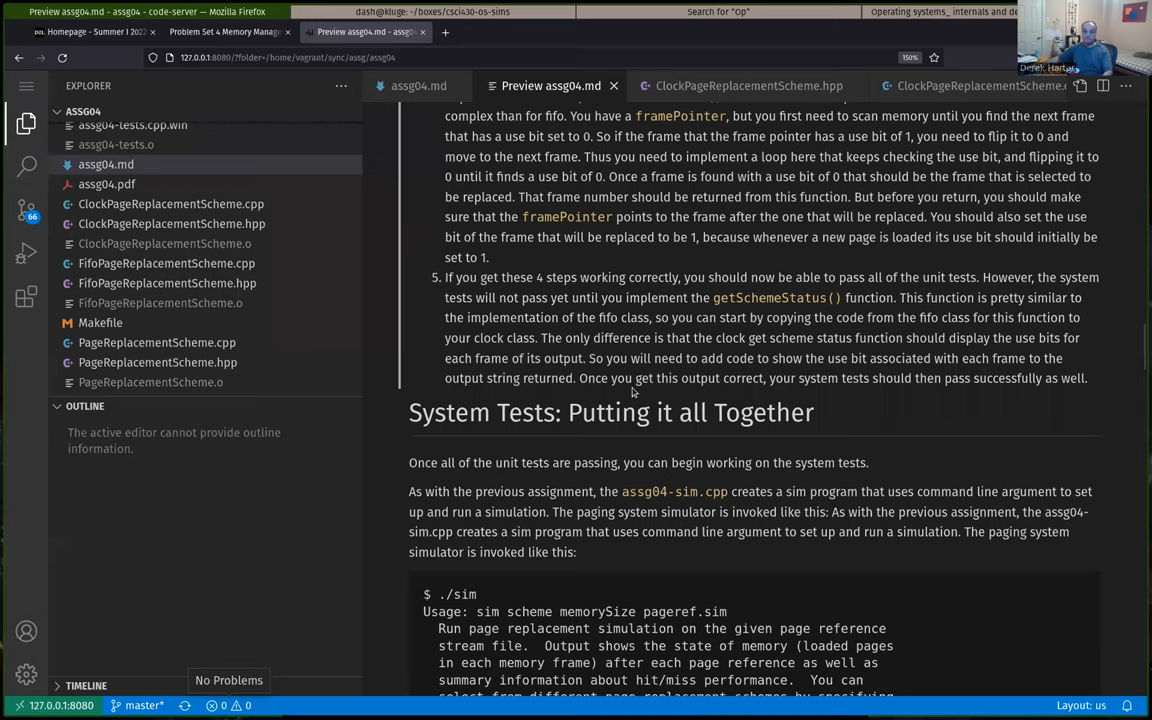 Preview assg04.md - assg04 - code-server — Mozilla Firefox
dash@kluge: ~/boxes/csci430-os-sims
Search for "Op"
Operating systems_ internals and de
Homepage - Summer I 2022
Problem Set 4 Memory Manage
Preview assg04.md - assg04
127.0.0.1:8080/?folder=/home/vagrant/sync/assg/assg04
150%
Derek Harter
EXPLORER
assg04.md
Preview assg04.md
ClockPageReplacementScheme.hpp
ClockPageReplacementScheme.c
ASSG04
assg04-tests.cpp.win
assg04-tests.o
assg04.md
assg04.pdf
ClockPageReplacementScheme.cpp
ClockPageReplacementScheme.hpp
ClockPageReplacementScheme.o
FifoPageReplacementScheme.cpp
FifoPageReplacementScheme.hpp
FifoPageReplacementScheme.o
Makefile
PageReplacementScheme.cpp
PageReplacementScheme.hpp
PageReplacementScheme.o
66
OUTLINE
The active editor cannot provide outline
information.
TIMELINE
No Problems
complex than for fifo. You have a framePointer, but you first need to scan memory until you find the next frame
that has a use bit set to 0. So if the frame that the frame pointer has a use bit of 1, you need to flip it to 0 and
move to the next frame. Thus you need to implement a loop here that keeps checking the use bit, and flipping it to
0 until it finds a use bit of 0. Once a frame is found with a use bit of 0 that should be the frame that is selected to
be replaced. That frame number should be returned from this function. But before you return, you should make
sure that the framePointer points to the frame after the one that will be replaced. You should also set the use
bit of the frame that will be replaced to be 1, because whenever a new page is loaded its use bit should initially be
set to 1.
5. If you get these 4 steps working correctly, you should now be able to pass all of the unit tests. However, the system
tests will not pass yet until you implement the getSchemeStatus() function. This function is pretty similar to
the implementation of the fifo class, so you can start by copying the code from the fifo class for this function to
your clock class. The only difference is that the clock get scheme status function should display the use bits for
each frame of its output. So you will need to add code to show the use bit associated with each frame to the
output string returned. Once you get this output correct, your system tests should then pass successfully as well.
System Tests: Putting it all Together
Once all of the unit tests are passing, you can begin working on the system tests.
As with the previous assignment, the assg04-sim.cpp creates a sim program that uses command line argument to set
up and run a simulation. The paging system simulator is invoked like this: As with the previous assignment, the assg04-
sim.cpp creates a sim program that uses command line argument to set up and run a simulation. The paging system
simulator is invoked like this:
$ ./sim
Usage: sim scheme memorySize pageref.sim
Run page replacement simulation on the given page reference
stream file. Output shows the state of memory (loaded pages
in each memory frame) after each page reference as well as
summary information about hit/miss performance. You can
select from different page replacement schemes by specifying
127.0.0.1:8080
master*
0
0
Layout: us